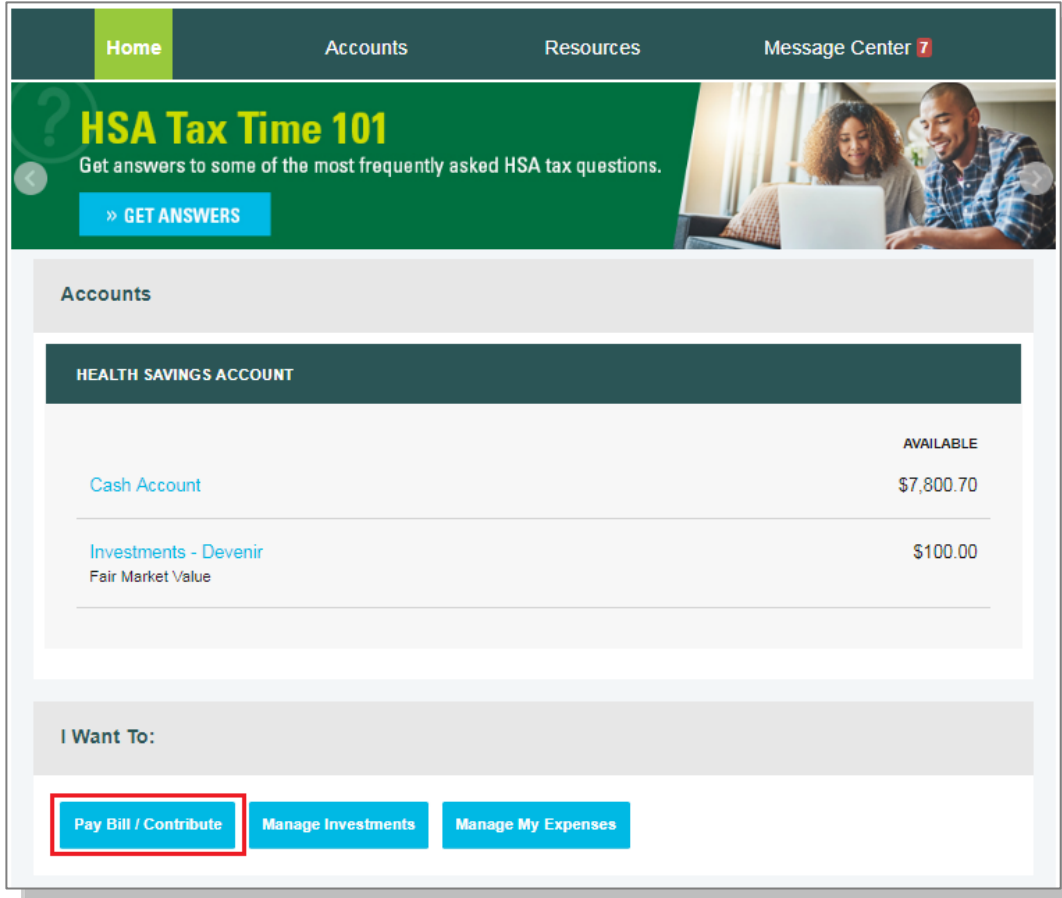 Home Accounts Resources Message Center 7
?
HSA Tax Time 101
Get answers to some of the most frequently asked HSA tax questions.
» GET ANSWERS
Accounts
HEALTH SAVINGS ACCOUNT
AVAILABLE
Cash Account $7,800.70
Investments - Devenir $100.00
Fair Market Value
I Want To:
Pay Bill / Contribute Manage Investments Manage My Expenses